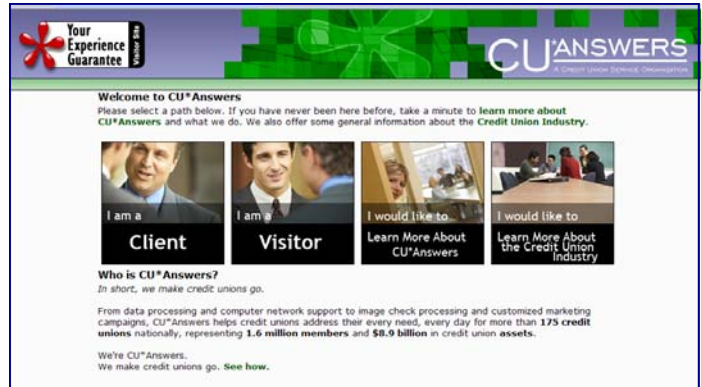 Your
Experience
Guarantee
Visitor Site
CU*ANSWERS
A CREDIT UNION SERVICE ORGANIZATION
Welcome to CU*Answers
Please select a path below. If you have never been here before, take a minute to learn more about
CU*Answers and what we do. We also offer some general information about the Credit Union Industry.
I am a
Client
I am a
Visitor
I would like to...
Learn More About
CU*Answers
I would like to
Learn More About
the Credit Union
Industry
Who is CU*Answers?
In short, we make credit unions go.
From data processing and computer network support to image check processing and customized marketing
campaigns, CU*Answers helps credit unions address their every need, every day for more than 175 credit
unions nationally, representing 1.6 million members and $8.9 billion in credit union assets.
We're CU*Answers.
We make credit unions go. See how.